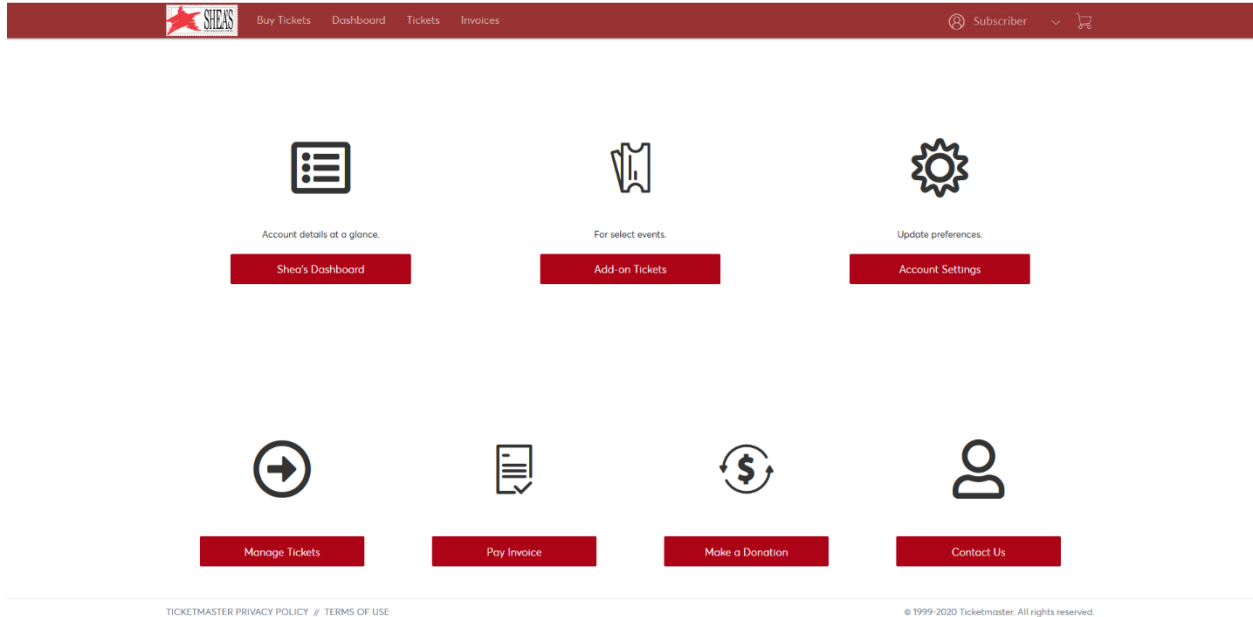 SHEA'S Buy Tickets Dashboard Tickets Invoices Subscriber
Account details at a glance. For select events. Update preferences.
Shea's Dashboard Add-on Tickets Account Settings
Manage Tickets Pay Invoice Make a Donation Contact Us
TICKETMASTER PRIVACY POLICY // TERMS OF USE © 1999-2020 Ticketmaster. All rights reserved.